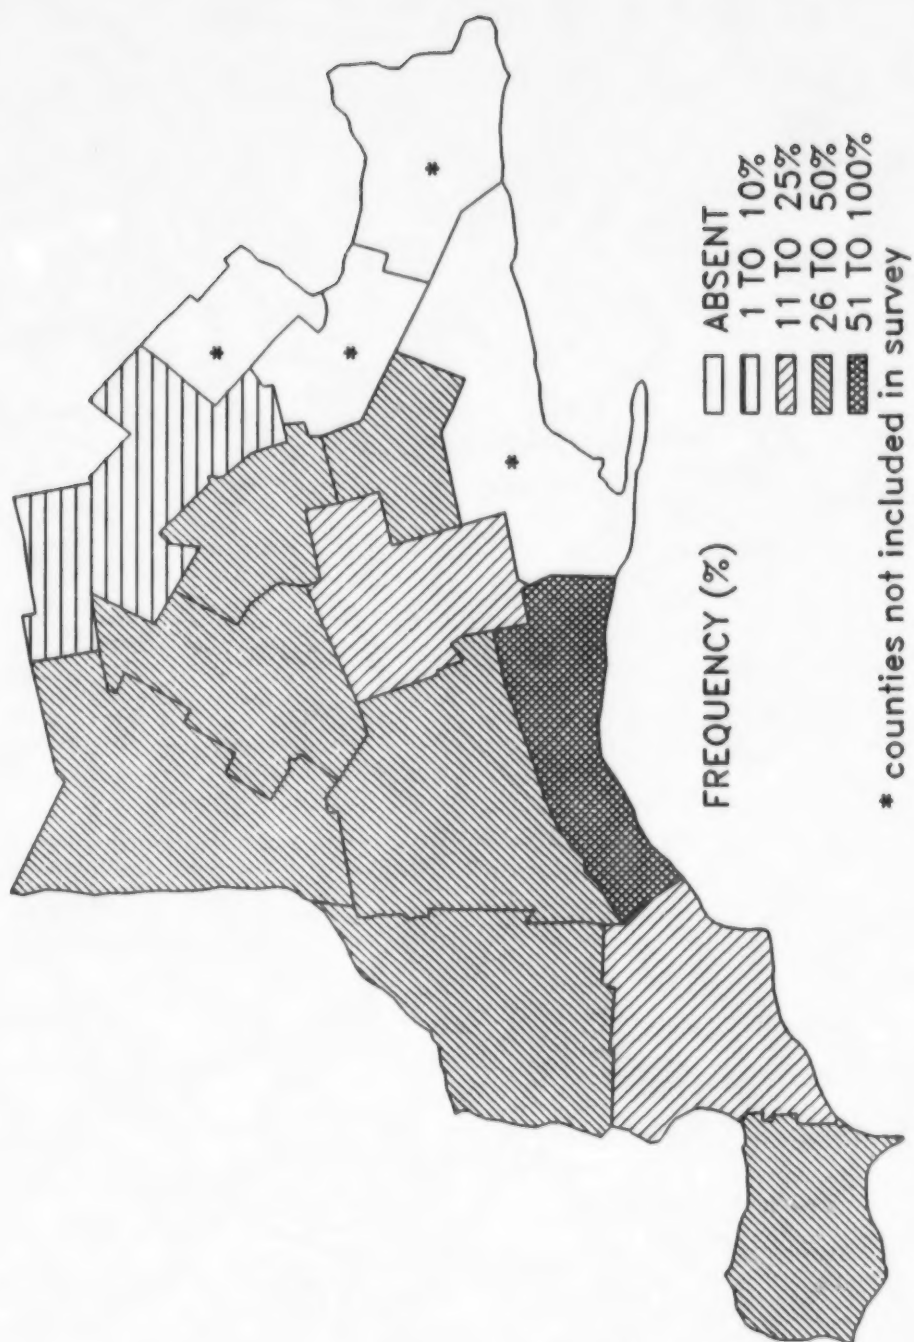 FREQUENCY (%)
ABSENT
1 TO 10%
11 TO 25%
26 TO 50%
51 TO 100%
* counties not included in survey
*
*
*
*